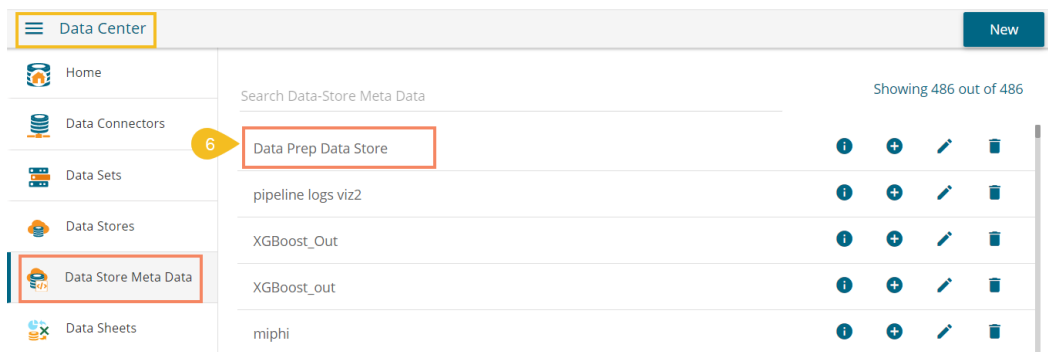 Data Center
New
Home
Data Connectors
Data Sets
Data Stores
Data Store Meta Data
Data Sheets
Search Data-Store Meta Data
Showing 486 out of 486
6
Data Prep Data Store
pipeline logs viz2
XGBoost_Out
XGBoost_out
miphi